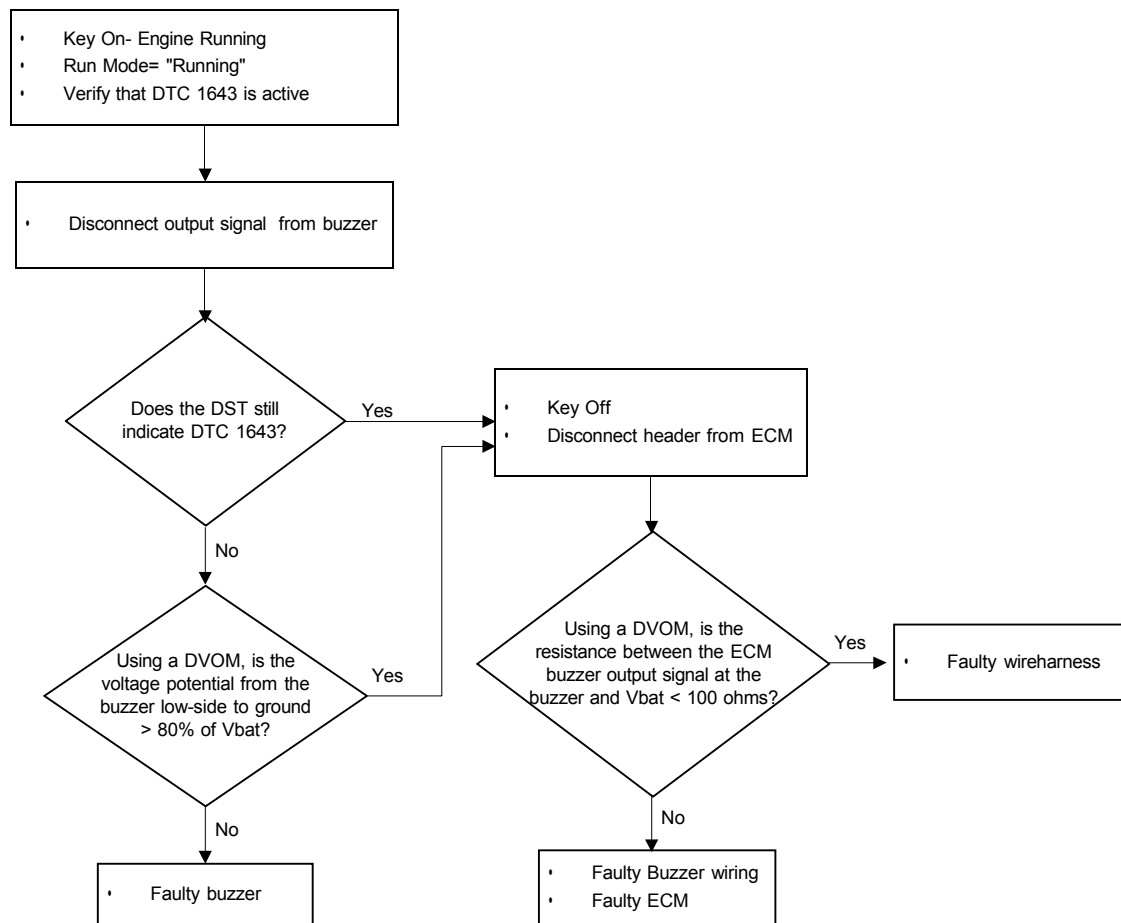 • Key On- Engine Running
• Run Mode= "Running"
• Verify that DTC 1643 is active
• Disconnect output signal from buzzer
Does the DST still
indicate DTC 1643?
Yes
• Key Off
• Disconnect header from ECM
No
Using a DVOM, is the
voltage potential from the
buzzer low-side to ground
> 80% of Vbat?
Yes
Using a DVOM, is the
resistance between the ECM
buzzer output signal at the
buzzer and Vbat < 100 ohms?
Yes
• Faulty wireharness
No
• Faulty buzzer
No
• Faulty Buzzer wiring
• Faulty ECM